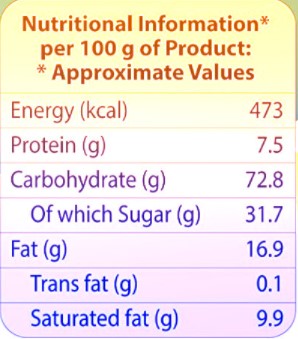 Nutritional Information*
per 100 g of Product:
* Approximate Values
Energy (kcal) 473
Protein (g) 7.5
Carbohydrate (g) 72.8
Of which Sugar (g) 31.7
Fat (g) 16.9
Trans fat (g) 0.1
Saturated fat (g) 9.9